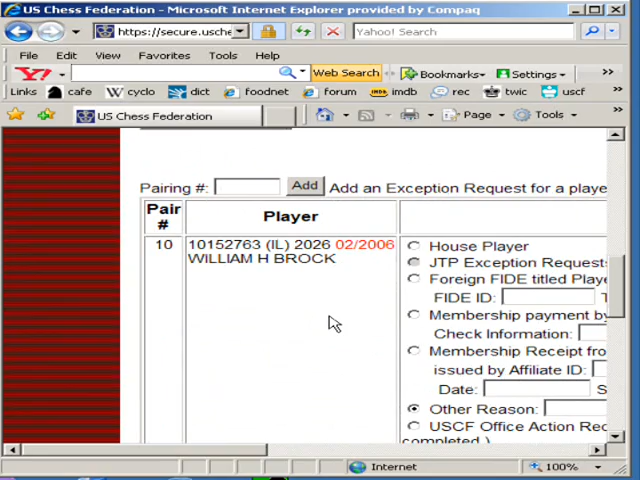 US Chess Federation - Microsoft Internet Explorer provided by Compaq
https://secure.usche
Yahoo! Search
File Edit View Favorites Tools Help
Y! Web Search Bookmarks Settings »
Links cafe cyclo dict foodnet forum imdb rec twic uscf »
US Chess Federation Page Tools »
Pairing #: Add Add an Exception Request for a playe
Pair # Player
10 10152763 (IL) 2026 02/2006
WILLIAM H BROCK
House Player
JTP Exception Requests
Foreign FIDE titled Playe
FIDE ID: T
Membership payment by
Check Information:
Membership Receipt fro
issued by Affiliate ID:
Date: S
Other Reason:
USCF Office Action Rec
completed.)
Internet 100%